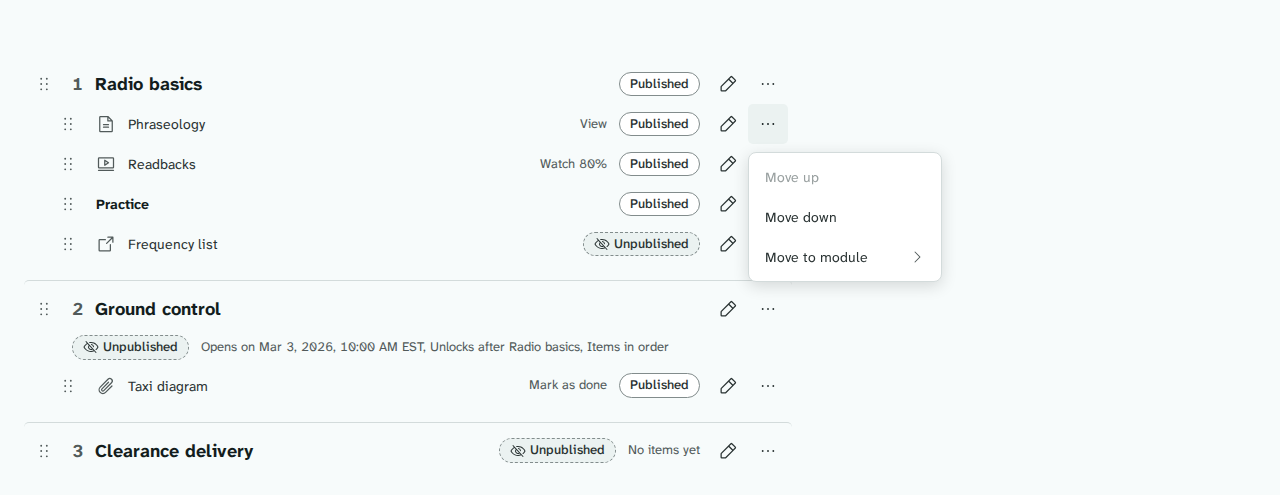 1 Radio basics Published
Phraseology View Published
Readbacks Watch 80% Published
Practice Published
Frequency list Unpublished
Move up
Move down
Move to module
2 Ground control
Unpublished Opens on Mar 3, 2026, 10:00 AM EST, Unlocks after Radio basics, Items in order
Taxi diagram Mark as done Published
3 Clearance delivery Unpublished No items yet